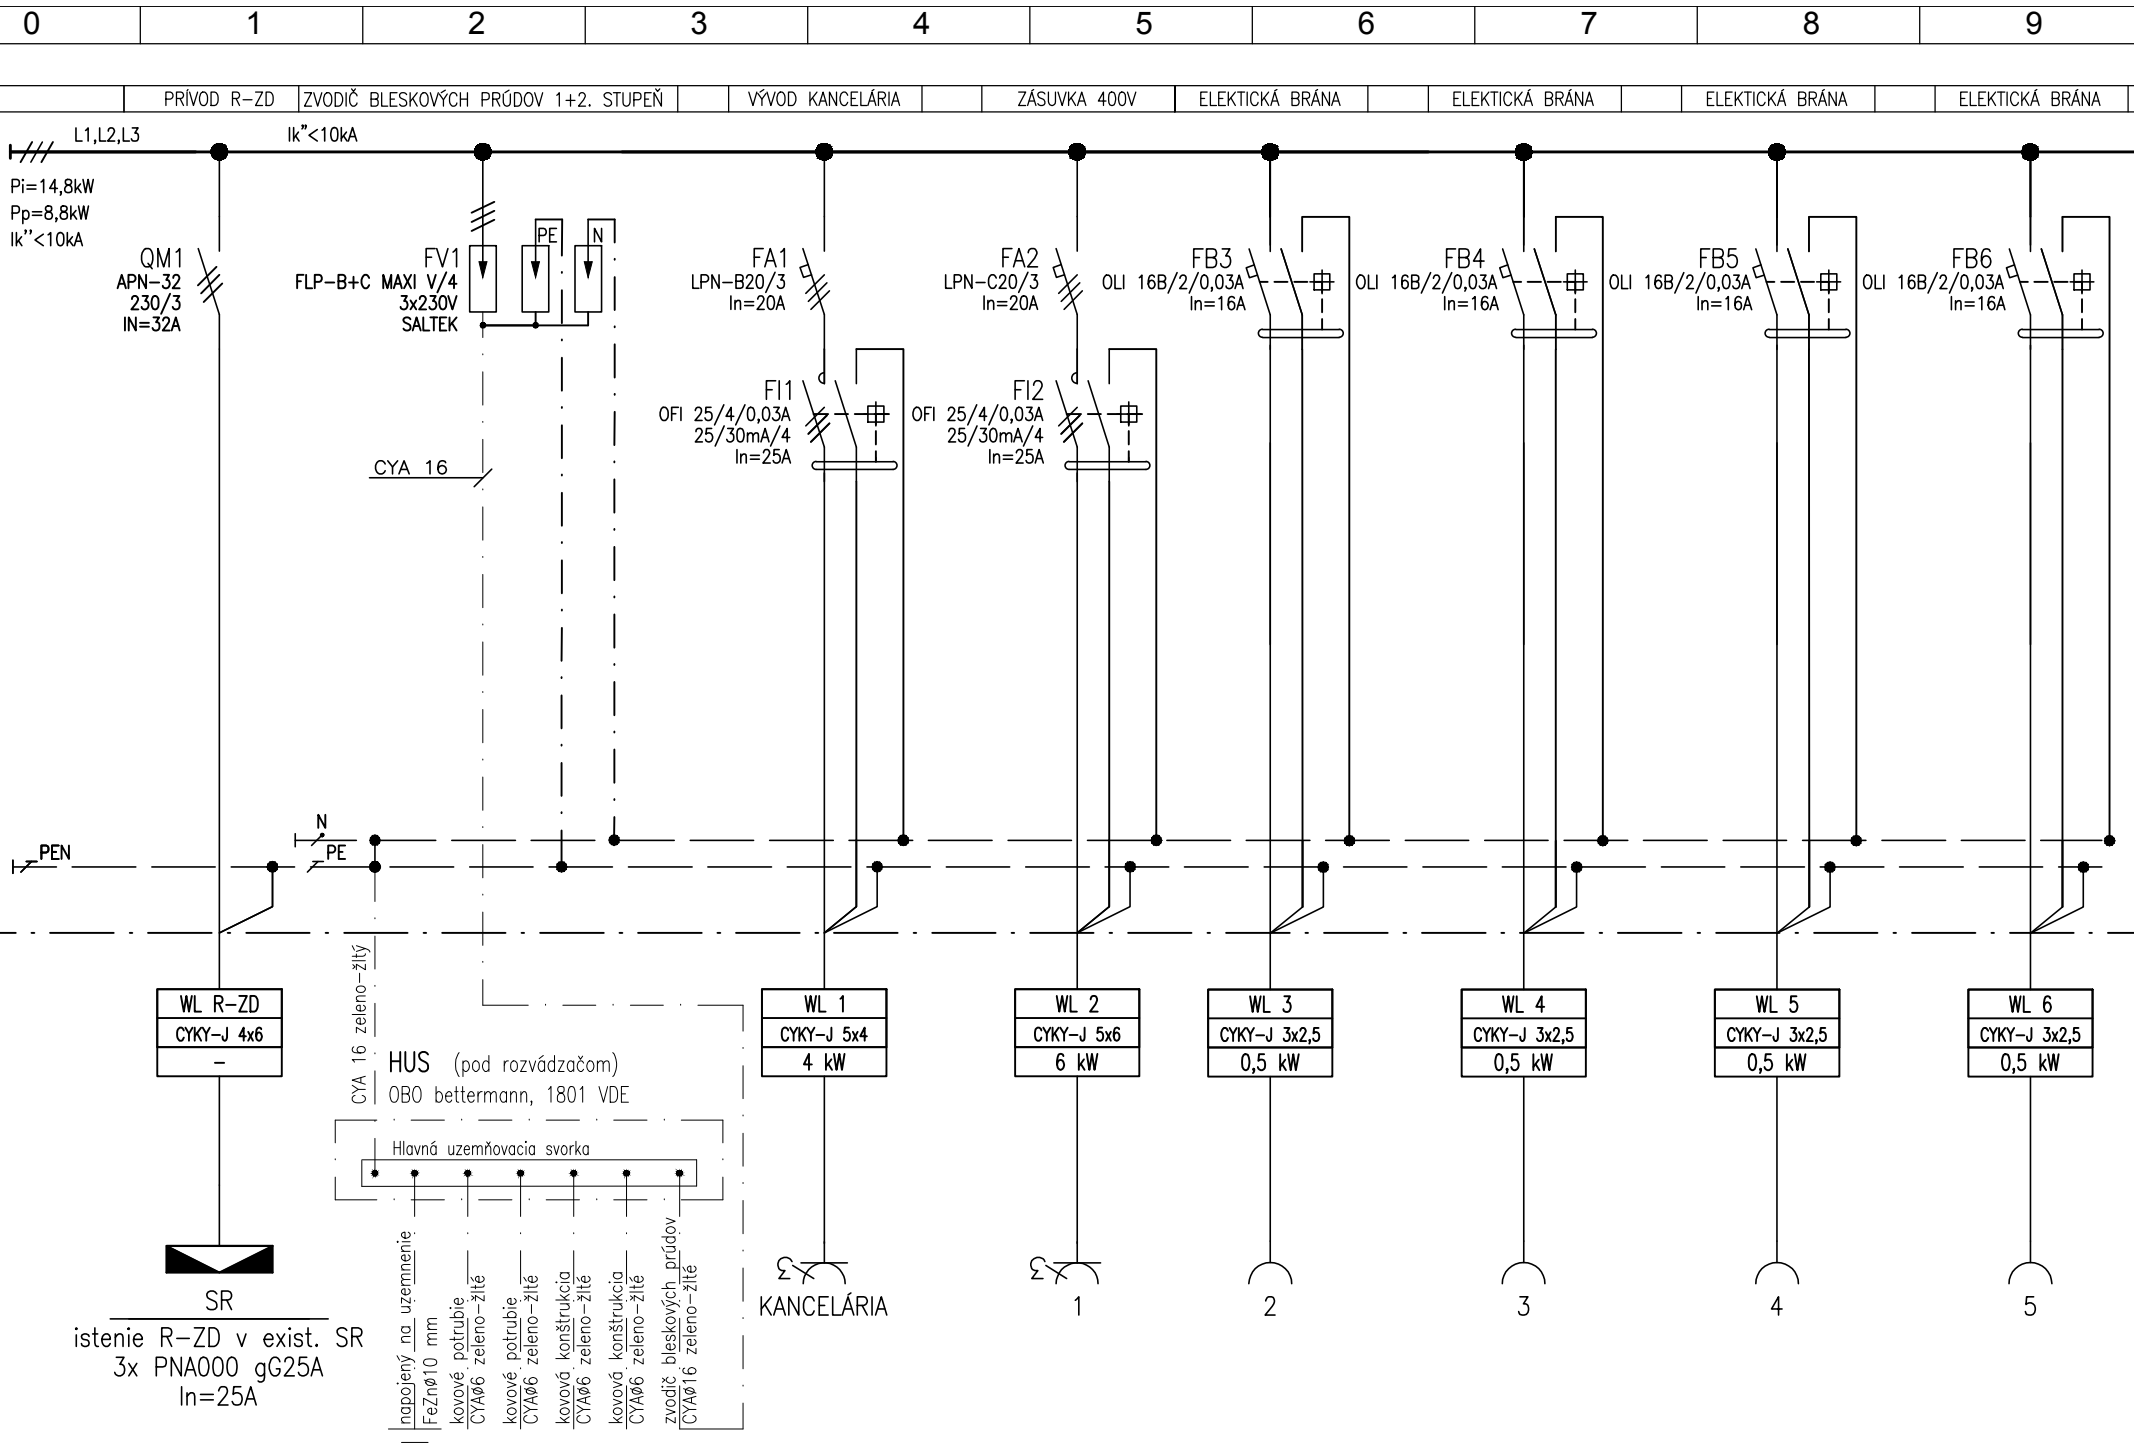 0 1 2 3 4 5 6 7 8 9
PRÍVOD R-ZD
ZVODIČ BLESKOVÝCH PRÚDOV 1+2. STUPEŇ
VÝVOD KANCELÁRIA
ZÁSUVKA 400V
ELEKTICKÁ BRÁNA
ELEKTICKÁ BRÁNA
ELEKTICKÁ BRÁNA
ELEKTICKÁ BRÁNA
L1,L2,L3
Ik"<10kA
Pi=14,8kW
Pp=8,8kW
Ik''<10kA
QM1
APN-32
230/3
IN=32A
FV1
FLP-B+C MAXI V/4
3x230V
SALTEK
PE
N
FA1
LPN-B20/3
In=20A
FI1
OFI 25/4/0,03A
25/30mA/4
In=25A
FA2
LPN-C20/3
In=20A
FI2
OFI 25/4/0,03A
25/30mA/4
In=25A
FB3
OLI 16B/2/0,03A
In=16A
FB4
OLI 16B/2/0,03A
In=16A
FB5
OLI 16B/2/0,03A
In=16A
FB6
OLI 16B/2/0,03A
In=16A
CYA 16
N
PEN
PE
CYA 16 zeleno-žltý
WL R-ZD
CYKY-J 4x6
-
WL 1
CYKY-J 5x4
4 kW
WL 2
CYKY-J 5x6
6 kW
WL 3
CYKY-J 3x2,5
0,5 kW
WL 4
CYKY-J 3x2,5
0,5 kW
WL 5
CYKY-J 3x2,5
0,5 kW
WL 6
CYKY-J 3x2,5
0,5 kW
HUS (pod rozvádzačom)
OBO bettermann, 1801 VDE
Hlavná uzemňovacia svorka
napojený na uzemnenie
FeZnø10 mm
kovové potrubie
CYAø6 zeleno-žlté
kovové potrubie
CYAø6 zeleno-žlté
kovová konštrukcia
CYAø6 zeleno-žlté
kovová konštrukcia
CYAø6 zeleno-žlté
zvodič bleskových prúdov
CYAø16 zeleno-žlté
SR
istenie R-ZD v exist. SR
3x PNA000 gG25A
In=25A
3
KANCELÁRIA
3
1
2
3
4
5